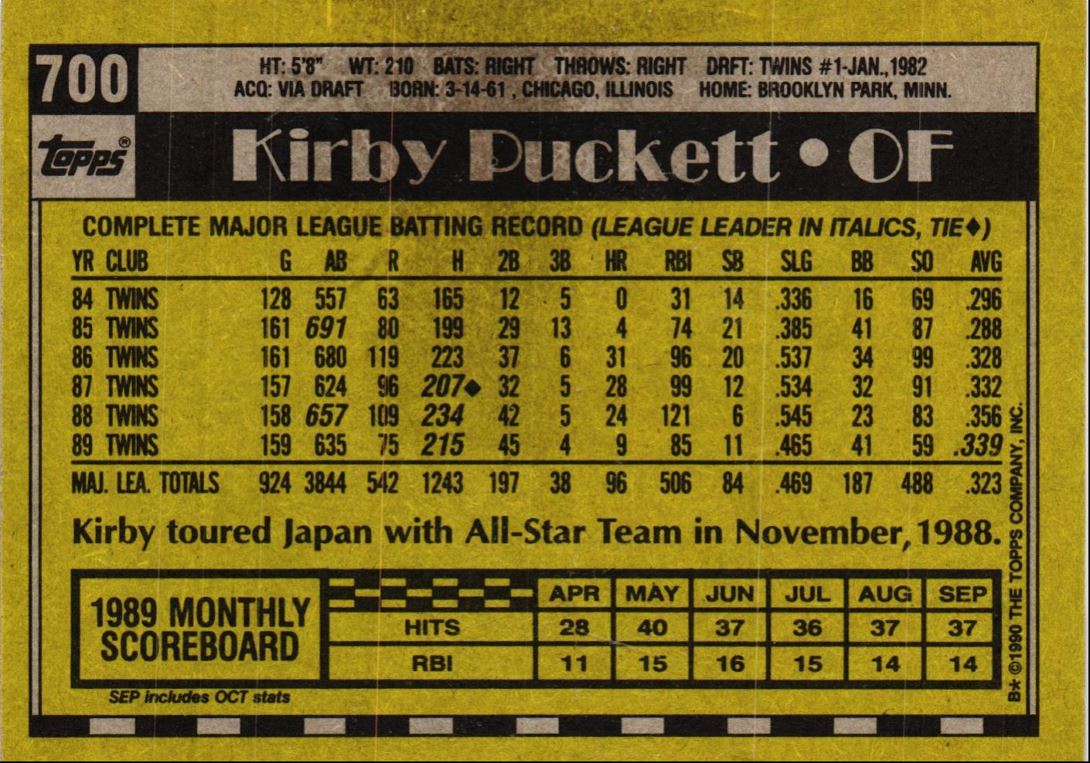 700
HT: 5'8" WT: 210 BATS: RIGHT THROWS: RIGHT DRFT: TWINS #1-JAN.,1982
ACQ: VIA DRAFT BORN: 3-14-61 , CHICAGO, ILLINOIS HOME: BROOKLYN PARK, MINN.
topps®
Kirby Puckett • OF
COMPLETE MAJOR LEAGUE BATTING RECORD (LEAGUE LEADER IN ITALICS, TIE♦)
YR CLUB G AB R H 2B 3B HR RBI SB SLG BB SO AVG
84 TWINS 128 557 63 165 12 5 0 31 14 .336 16 69 .296
85 TWINS 161 691 80 199 29 13 4 74 21 .385 41 87 .288
86 TWINS 161 680 119 223 37 6 31 96 20 .537 34 99 .328
87 TWINS 157 624 96 207♦ 32 5 28 99 12 .534 32 91 .332
88 TWINS 158 657 109 234 42 5 24 121 6 .545 23 83 .356
89 TWINS 159 635 75 215 45 4 9 85 11 .465 41 59 .339
MAJ. LEA. TOTALS 924 3844 542 1243 197 38 96 506 84 .469 187 488 .323
Kirby toured Japan with All-Star Team in November, 1988.
1989 MONTHLY
SCOREBOARD
APR MAY JUN JUL AUG SEP
HITS 28 40 37 36 37 37
RBI 11 15 16 15 14 14
SEP includes OCT stats
B★ ©1990 THE TOPPS COMPANY, INC.